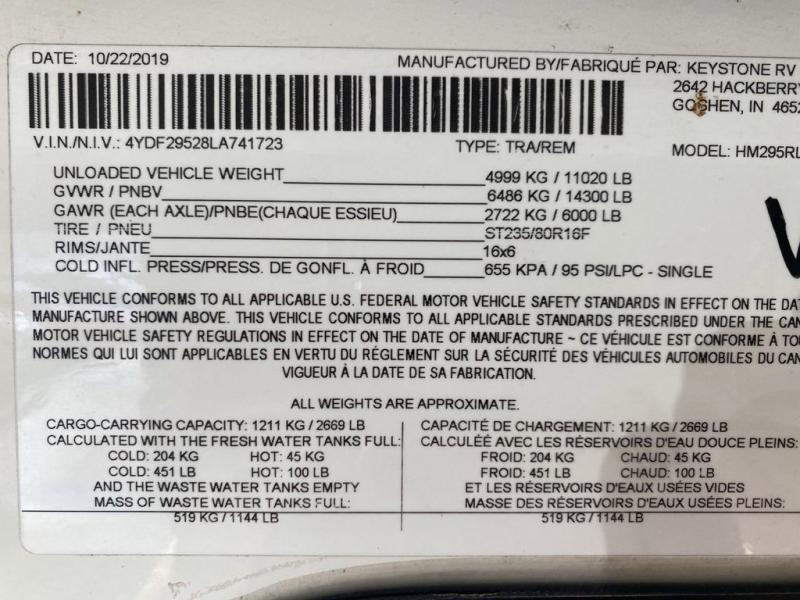 DATE: 10/22/2019
MANUFACTURED BY/FABRIQUÉ PAR: KEYSTONE RV
2642 HACKBERRY
GOSHEN, IN 4652
V.I.N./N.I.V.: 4YDF29528LA741723 TYPE: TRA/REM MODEL: HM295RL
UNLOADED VEHICLE WEIGHT 4999 KG / 11020 LB
GVWR / PNBV 6486 KG / 14300 LB
GAWR (EACH AXLE)/PNBE(CHAQUE ESSIEU) 2722 KG / 6000 LB
TIRE / PNEU ST235/80R16F
RIMS/JANTE 16x6
COLD INFL. PRESS/PRESS. DE GONFL. À FROID 655 KPA / 95 PSI/LPC - SINGLE
THIS VEHICLE CONFORMS TO ALL APPLICABLE U.S. FEDERAL MOTOR VEHICLE SAFETY STANDARDS IN EFFECT ON THE DAT
MANUFACTURE SHOWN ABOVE. THIS VEHICLE CONFORMS TO ALL APPLICABLE STANDARDS PRESCRIBED UNDER THE CAN
MOTOR VEHICLE SAFETY REGULATIONS IN EFFECT ON THE DATE OF MANUFACTURE ~ CE VÉHICULE EST CONFORME À TOU
NORMES QUI LUI SONT APPLICABLES EN VERTU DU RÉGLEMENT SUR LA SÉCURITÉ DES VÉHICULES AUTOMOBILES DU CAN
VIGUEUR À LA DATE DE SA FABRICATION.
ALL WEIGHTS ARE APPROXIMATE.
CARGO-CARRYING CAPACITY: 1211 KG / 2669 LB
CALCULATED WITH THE FRESH WATER TANKS FULL:
COLD: 204 KG HOT: 45 KG
COLD: 451 LB HOT: 100 LB
AND THE WASTE WATER TANKS EMPTY
MASS OF WASTE WATER TANKS FULL:
519 KG / 1144 LB
CAPACITÉ DE CHARGEMENT: 1211 KG / 2669 LB
CALCULÉE AVEC LES RÉSERVOIRS D'EAU DOUCE PLEINS:
FROID: 204 KG CHAUD: 45 KG
FROID: 451 LB CHAUD: 100 LB
ET LES RÉSERVOIRS D'EAUX USÉES VIDES
MASSE DES RÉSERVOIRS D'EAUX USÉES PLEINS:
519 KG / 1144 LB